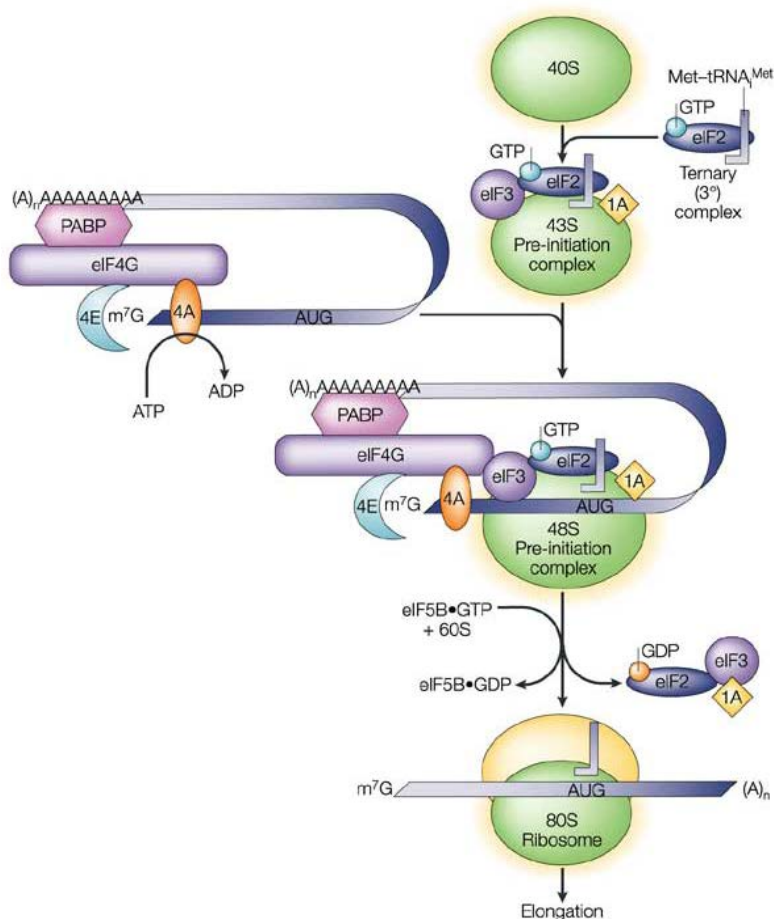 40S
Met–tRNAᵢᴹᵉᵗ
GTP
eIF2
Ternary
(3°)
complex
GTP
eIF2
eIF3
1A
43S
Pre-initiation
complex
(A)ₙAAAAAAAAA
PABP
eIF4G
4E
m⁷G
4A
AUG
ATP
ADP
(A)ₙAAAAAAAAA
PABP
eIF4G
GTP
eIF2
eIF3
1A
4E
m⁷G
4A
AUG
48S
Pre-initiation
complex
eIF5B•GTP
+ 60S
eIF5B•GDP
GDP
eIF2
eIF3
1A
m⁷G
AUG
(A)ₙ
80S
Ribosome
Elongation